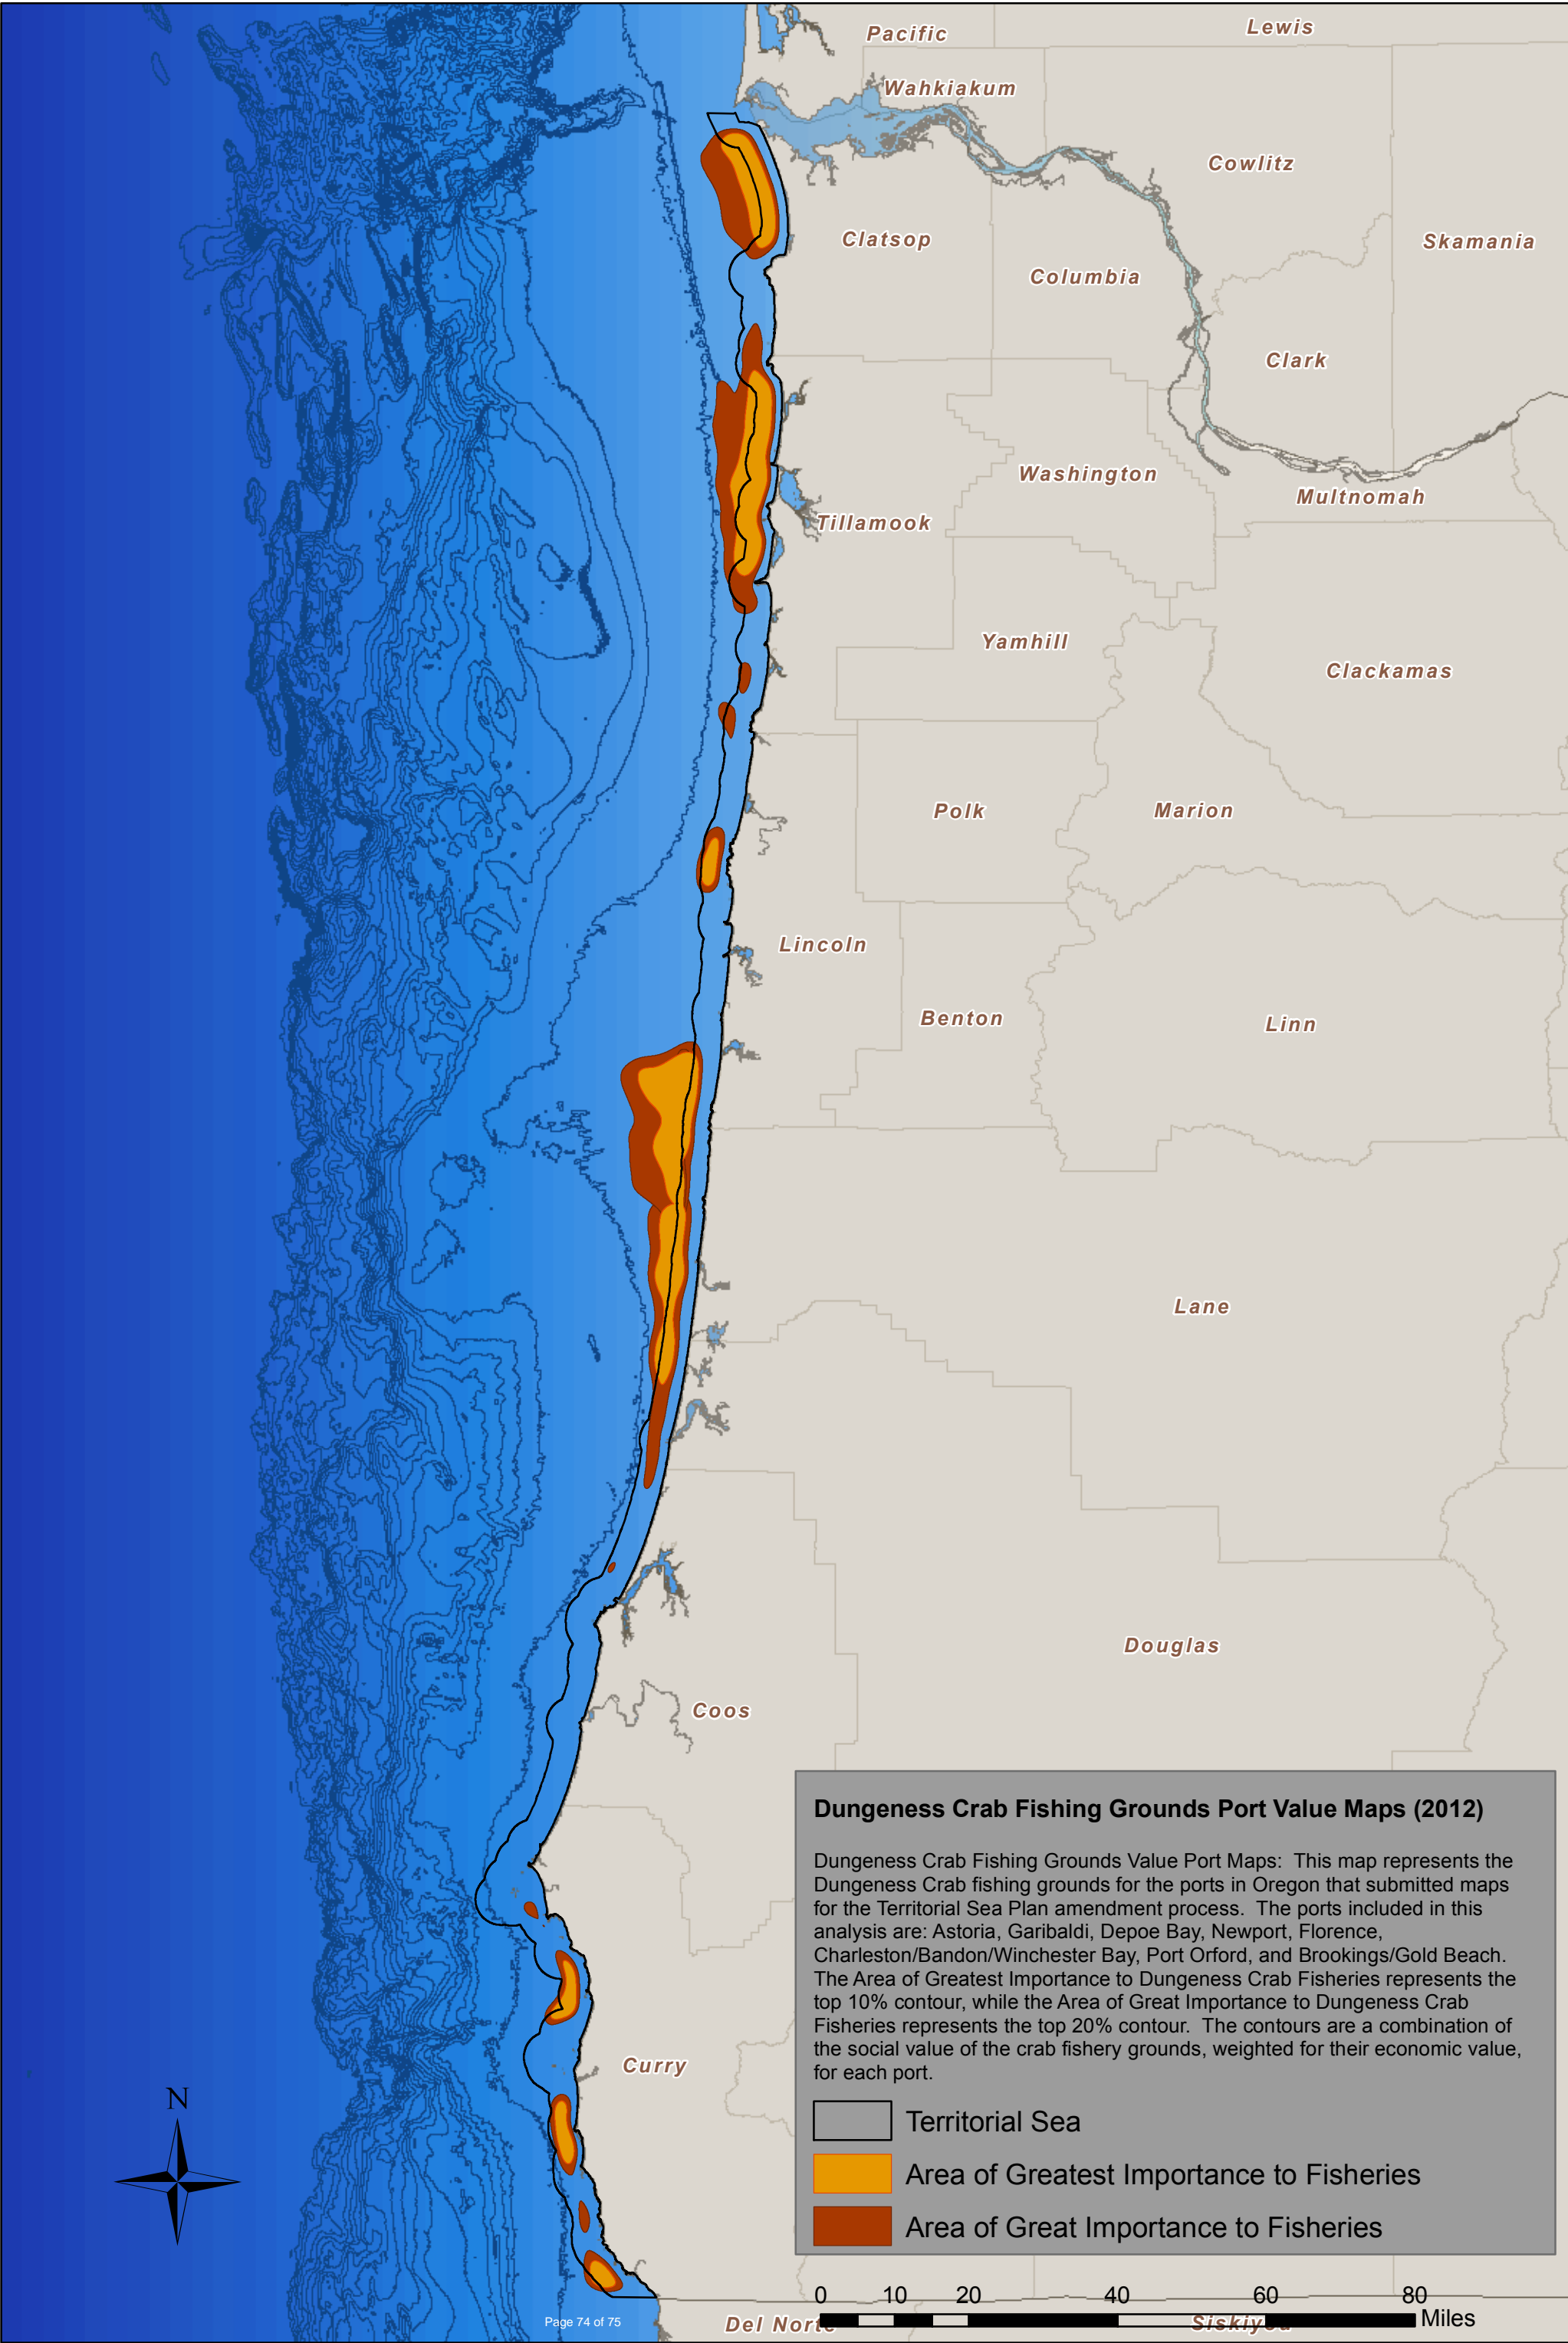 Pacific
Lewis
Wahkiakum
Cowlitz
Clatsop
Skamania
Columbia
Clark
Washington
Multnomah
Tillamook
Yamhill
Clackamas
Polk
Marion
Lincoln
Benton
Linn
Lane
Douglas
Coos
Curry
Dungeness Crab Fishing Grounds Port Value Maps (2012)
Dungeness Crab Fishing Grounds Value Port Maps: This map represents the
Dungeness Crab fishing grounds for the ports in Oregon that submitted maps
for the Territorial Sea Plan amendment process. The ports included in this
analysis are: Astoria, Garibaldi, Depoe Bay, Newport, Florence,
Charleston/Bandon/Winchester Bay, Port Orford, and Brookings/Gold Beach.
The Area of Greatest Importance to Dungeness Crab Fisheries represents the
top 10% contour, while the Area of Great Importance to Dungeness Crab
Fisheries represents the top 20% contour. The contours are a combination of
the social value of the crab fishery grounds, weighted for their economic value,
for each port.
Territorial Sea
Area of Greatest Importance to Fisheries
Area of Great Importance to Fisheries
N
0 10 20 40 60 80
Miles
Page 74 of 75
Del Norte
Siskiyou